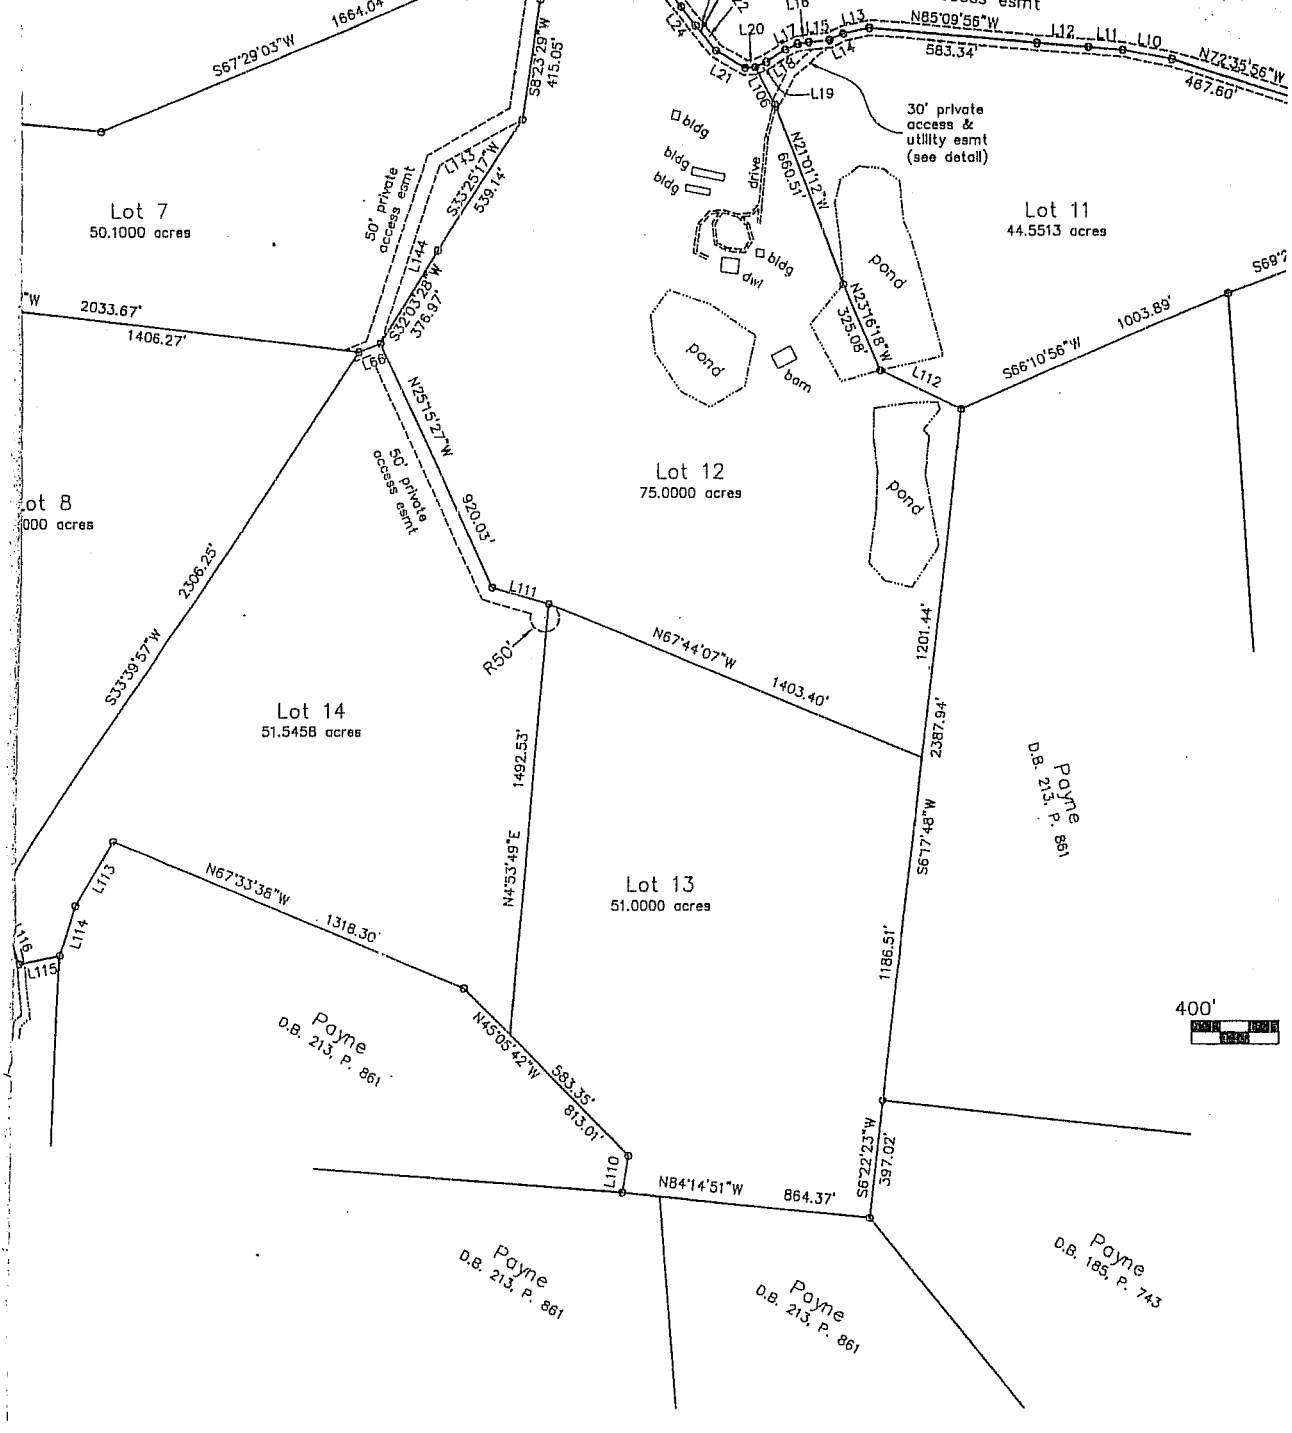 1664.04'
S67°29'03"W
S8°23'29"W
415.05'
L24
L21
L20
L106
L18
L17
L16
L15
L14
L13
L19
N85°09'56"W
583.34'
L12
L11
L10
N72°35'56"W
467.60'
esmt
30' private
access &
utility esmt
(see detail)
bldg
bldg
bldg
drive
N21°01'12"W
660.51'
L143
S33°25'17"W
539.14'
50' private
access esmt
L144
Lot 7
50.1000 acres
Lot 11
44.5513 acres
pond
bldg
dwl
S32°03'28"W
376.97'
"W
2033.67'
1406.27'
L66
N23°16'18"W
325.08'
1003.89'
S66°10'56"W
pond
barn
L112
N25°15'27"W
920.03'
50' private
access esmt
Lot 12
75.0000 acres
pond
ot 8
000 acres
2306.25'
S33°39'57"W
L111
R50'
N67°44'07"W
1403.40'
1201.44'
2387.94'
S6°17'48"W
Lot 14
51.5458 acres
1492.53'
N4°53'49"E
Payne
D.B. 213, P. 861
L113
N67°33'38"W
1318.30'
Lot 13
51.0000 acres
L114
L116
L115
1186.51'
400'
Payne
D.B. 213, P. 861
N45°05'42"W
583.35'
813.01'
L110
N84°14'51"W
864.37'
S6°22'23"W
397.02'
Payne
D.B. 213, P. 861
Payne
D.B. 213, P. 861
Payne
D.B. 185, P. 743